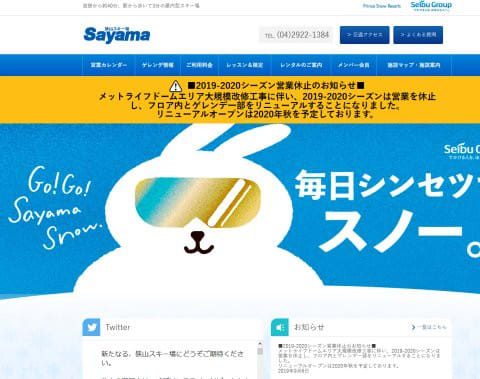 池袋から約40分、駅から歩いて3分の屋内型スキー場
Prince Snow Resorts
Seibu Group
狭山スキー場
Sayama
TEL (04)2922-1384
> 交通アクセス
> よくある質問
営業カレンダー
ゲレンデ情報
ご利用料金
レッスン&検定
レンタルのご案内
メンバー会員
施設マップ・施設案内
■2019-2020シーズン営業休止のお知らせ■
メットライフドームエリア大規模改修工事に伴い、2019-2020シーズンは営業を休止
し、フロア内とゲレンデ一部をリニューアルすることになりました。
リニューアルオープンは2020年秋を予定しております。
Seibu G
でかける人を、ほ
Go! Go!
Sayama
Snow.
毎日シンセツ
スノー。
Twitter
新たなる、狭山スキー場にどうぞご期待くださ
い。
お知らせ
> 一覧はこちら
■2019-2020シーズン営業休止のお知らせ■
メットライフドームエリア大規模改修工事に伴い、2019-2020シーズンは
営業を休止し、フロア内とゲレンデ一部をリニューアルすることになりまし
た。
リニューアルオープンは2020年秋を予定しております。